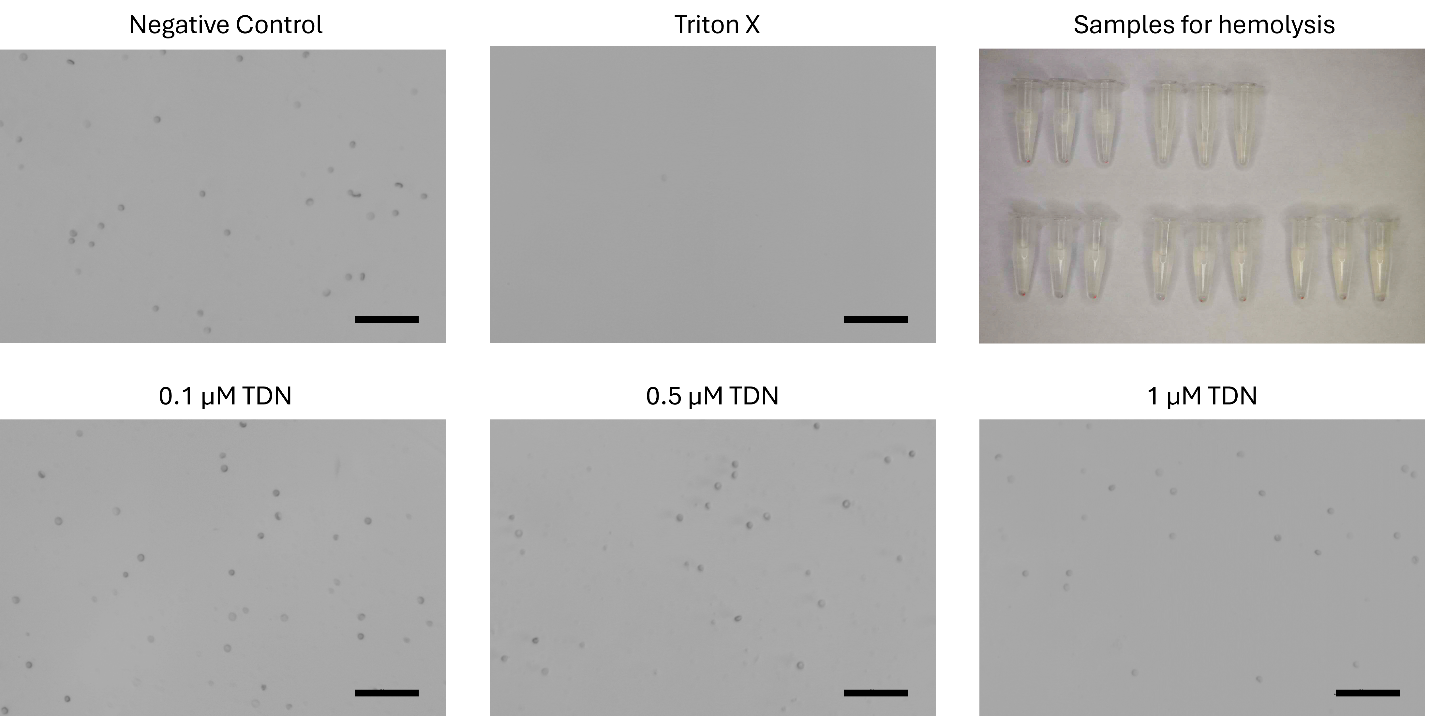 Negative Control
Triton X
Samples for hemolysis
0.1 µM TDN
0.5 µM TDN
1 µM TDN